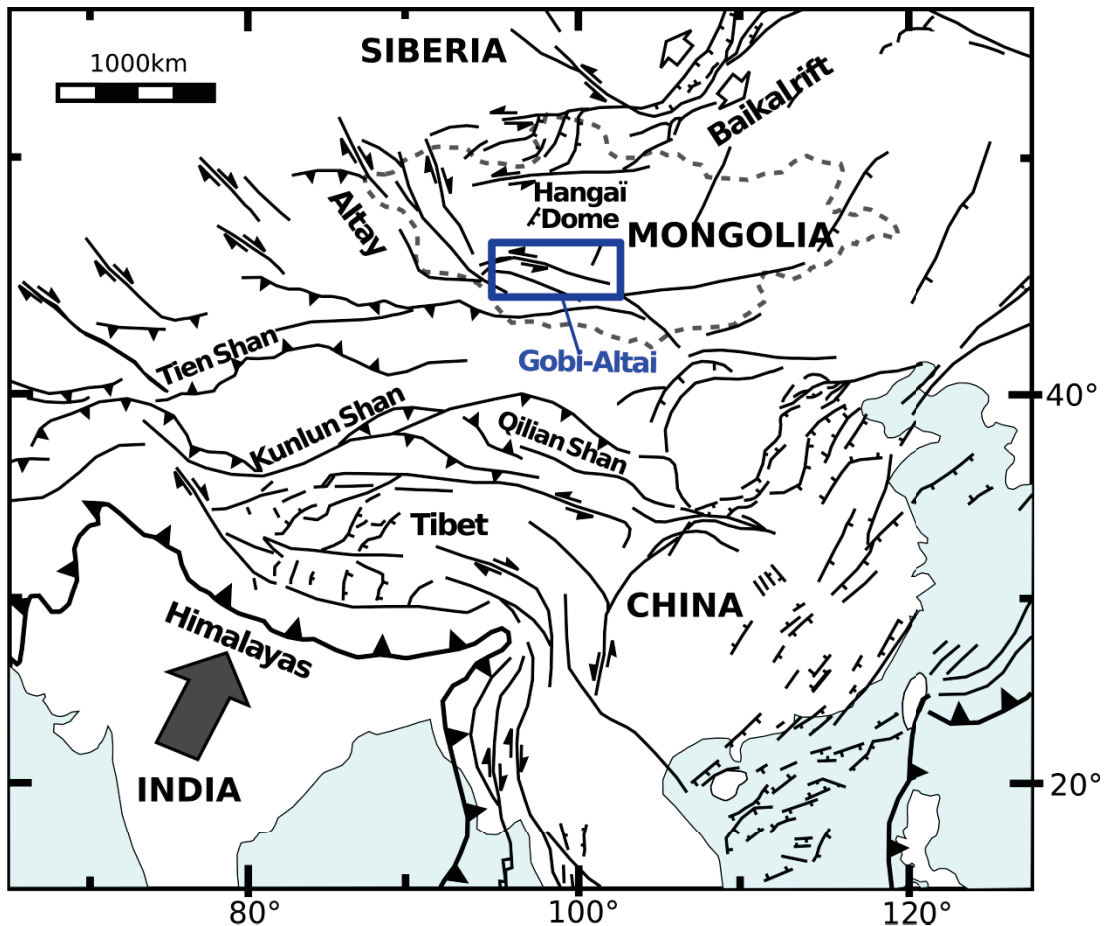 SIBERIA
1000km
Baikal rift
Hangaï
Dome
Altay
MONGOLIA
Tien Shan
Gobi-Altai
40°
Kunlun Shan
Qilian Shan
Tibet
CHINA
Himalayas
INDIA
20°
80°
100°
120°